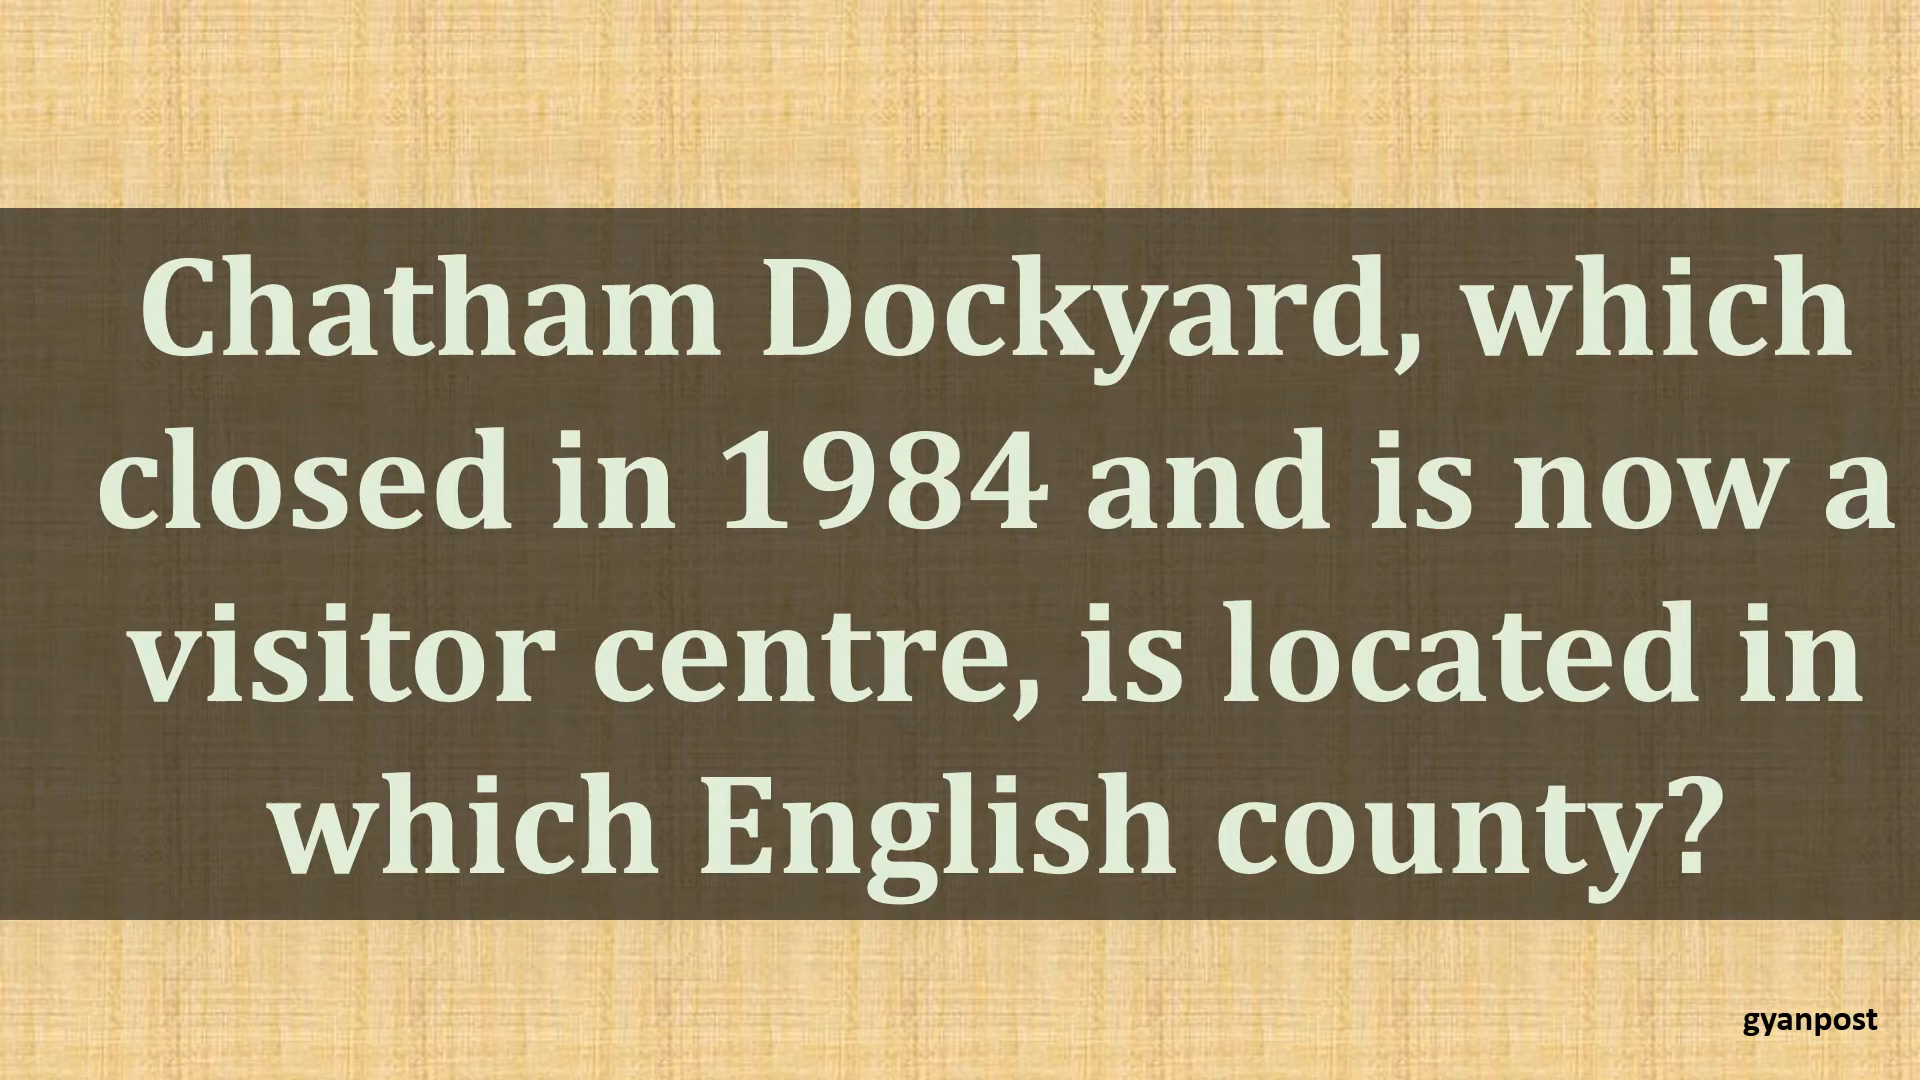 Chatham Dockyard, which
closed in 1984 and is now a
visitor centre, is located in
which English county?
gyanpost